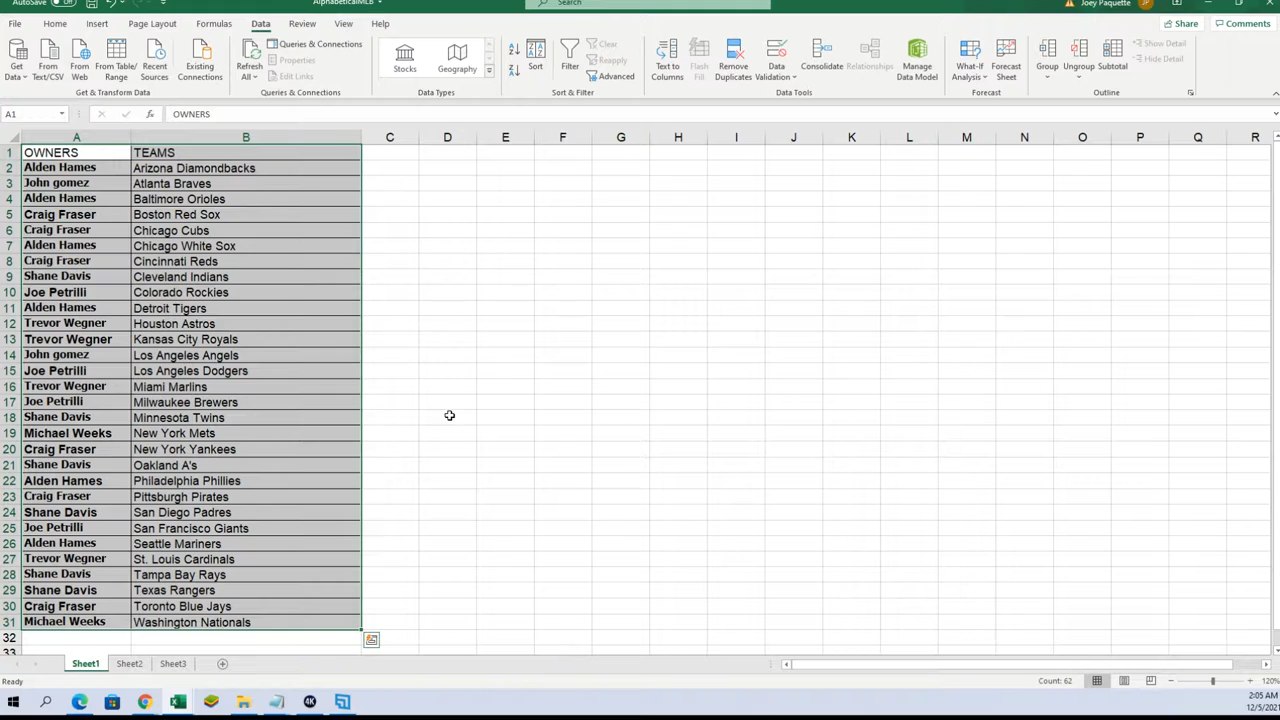 AutoSave Off AlphabeticalMLB Search Joey Paquette JP
File Home Insert Page Layout Formulas Data Review View Help Share Comments
Get Data From Text/CSV From Web From Table/Range Recent Sources Existing Connections Refresh All Queries & Connections Properties Edit Links Stocks Geography Sort Filter Clear Reapply Advanced Text to Columns Flash Fill Remove Duplicates Data Validation Consolidate Relationships Manage Data Model What-If Analysis Forecast Sheet Group Ungroup Subtotal Show Detail Hide Detail
Get & Transform Data Queries & Connections Data Types Sort & Filter Data Tools Forecast Outline
A1 fx OWNERS
A B C D E F G H I J K L M N O P Q R
1 OWNERS TEAMS
2 Alden Hames Arizona Diamondbacks
3 John gomez Atlanta Braves
4 Alden Hames Baltimore Orioles
5 Craig Fraser Boston Red Sox
6 Craig Fraser Chicago Cubs
7 Alden Hames Chicago White Sox
8 Craig Fraser Cincinnati Reds
9 Shane Davis Cleveland Indians
10 Joe Petrilli Colorado Rockies
11 Alden Hames Detroit Tigers
12 Trevor Wegner Houston Astros
13 Trevor Wegner Kansas City Royals
14 John gomez Los Angeles Angels
15 Joe Petrilli Los Angeles Dodgers
16 Trevor Wegner Miami Marlins
17 Joe Petrilli Milwaukee Brewers
18 Shane Davis Minnesota Twins
19 Michael Weeks New York Mets
20 Craig Fraser New York Yankees
21 Shane Davis Oakland A's
22 Alden Hames Philadelphia Phillies
23 Craig Fraser Pittsburgh Pirates
24 Shane Davis San Diego Padres
25 Joe Petrilli San Francisco Giants
26 Alden Hames Seattle Mariners
27 Trevor Wegner St. Louis Cardinals
28 Shane Davis Tampa Bay Rays
29 Shane Davis Texas Rangers
30 Craig Fraser Toronto Blue Jays
31 Michael Weeks Washington Nationals
32
33
Sheet1 Sheet2 Sheet3
Ready Count: 62 120%
4K 2:05 AM
12/5/2021